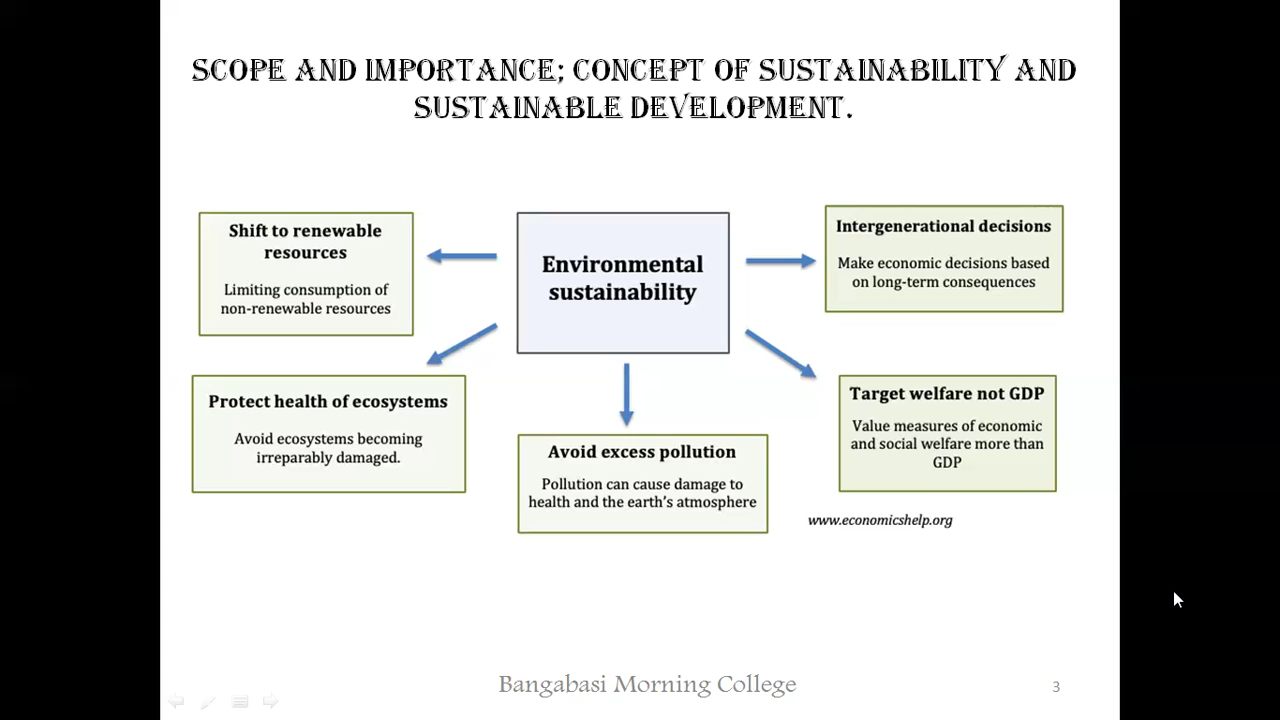 SCOPE AND IMPORTANCE; CONCEPT OF SUSTAINABILITY AND
SUSTAINABLE DEVELOPMENT.
Shift to renewable
resources
Limiting consumption of
non-renewable resources
Environmental
sustainability
Intergenerational decisions
Make economic decisions based
on long-term consequences
Protect health of ecosystems
Avoid ecosystems becoming
irreparably damaged.
Avoid excess pollution
Pollution can cause damage to
health and the earth's atmosphere
Target welfare not GDP
Value measures of economic
and social welfare more than
GDP
www.economicshelp.org
Bangabasi Morning College
3